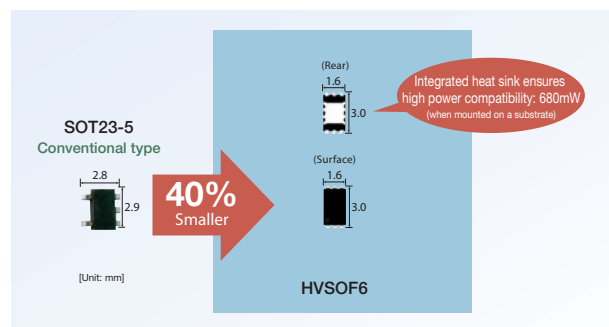 (Rear)
1.6
3.0
Integrated heat sink ensures
high power compatibility: 680mW
(when mounted on a substrate)
SOT23-5
Conventional type
2.8
2.9
40%
Smaller
(Surface)
1.6
3.0
[Unit: mm]
HVSOF6